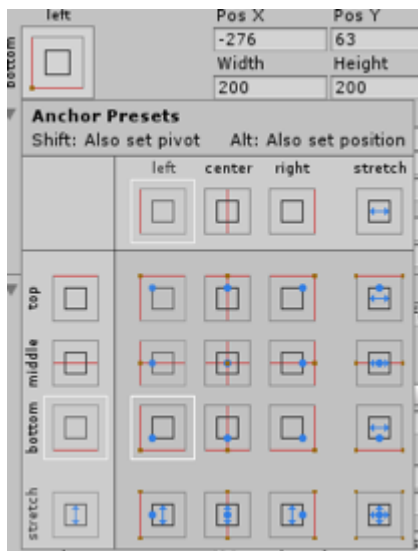 left Pos X Pos Y
bottom -276 63
Width Height
200 200
Anchor Presets
Shift: Also set pivot Alt: Also set position
left center right stretch
top
middle
bottom
stretch